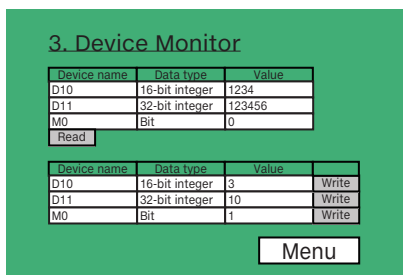 3. Device Monitor
Device name Data type Value
D10 16-bit integer 1234
D11 32-bit integer 123456
M0 Bit 0
Read
Device name Data type Value
D10 16-bit integer 3 Write
D11 32-bit integer 10 Write
M0 Bit 1 Write
Menu